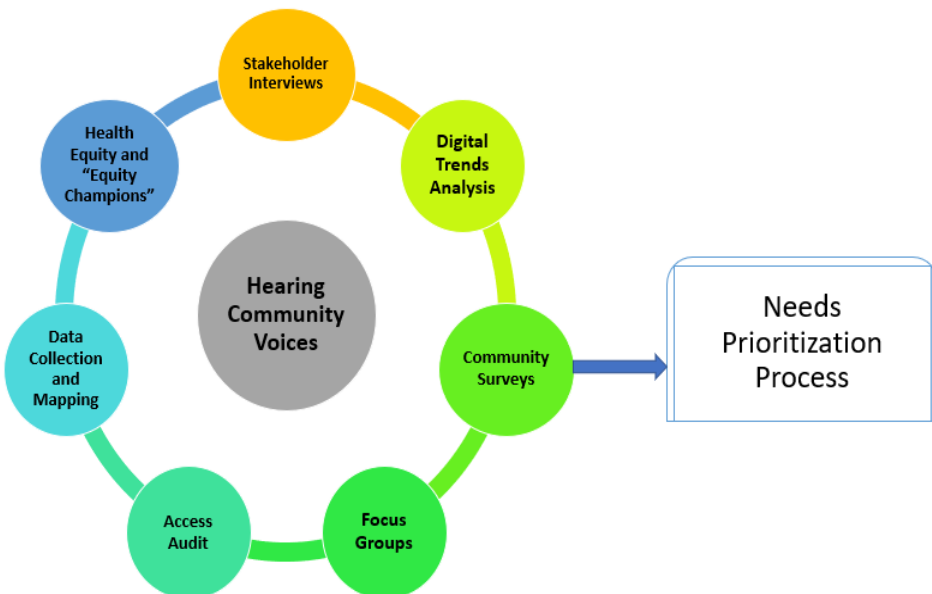 Stakeholder
Interviews
Digital
Trends
Analysis
Community
Surveys
Focus
Groups
Access
Audit
Data
Collection
and
Mapping
Health
Equity and
“Equity
Champions”
Hearing
Community
Voices
Needs
Prioritization
Process